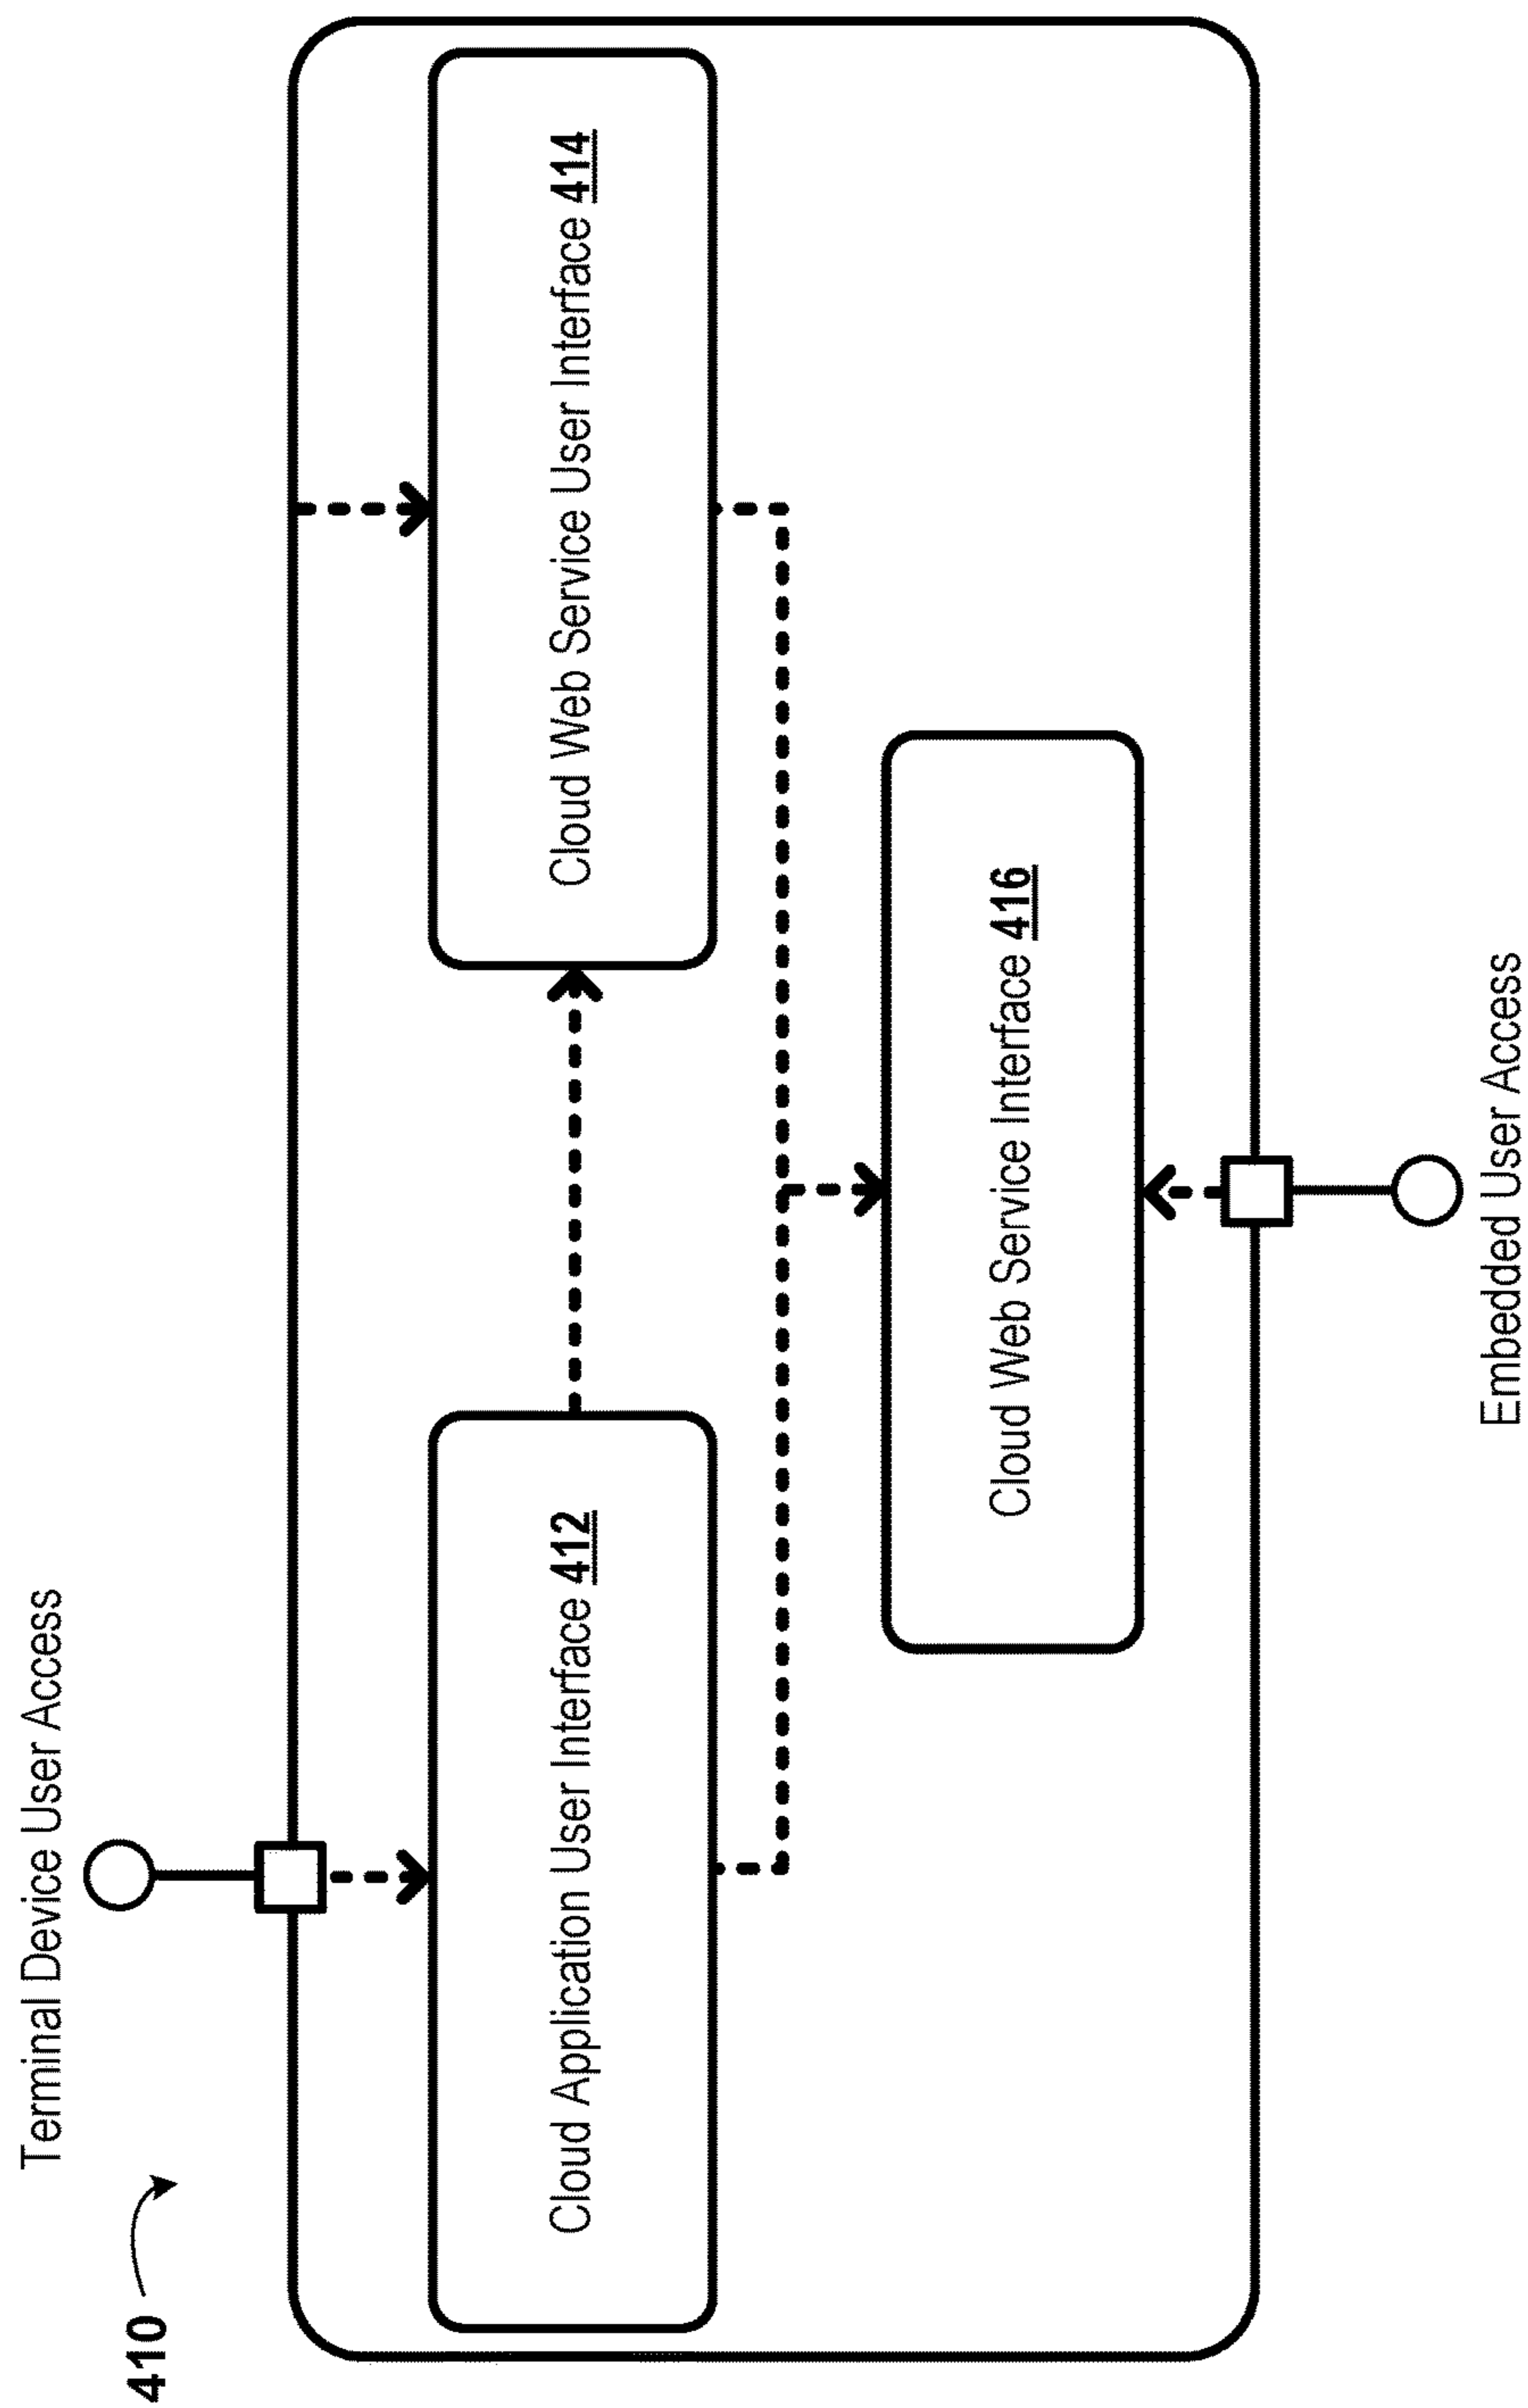 410
Terminal Device User Access
Cloud Application User Interface 412
Cloud Web Service User Interface 414
Cloud Web Service Interface 416
Embedded User Access